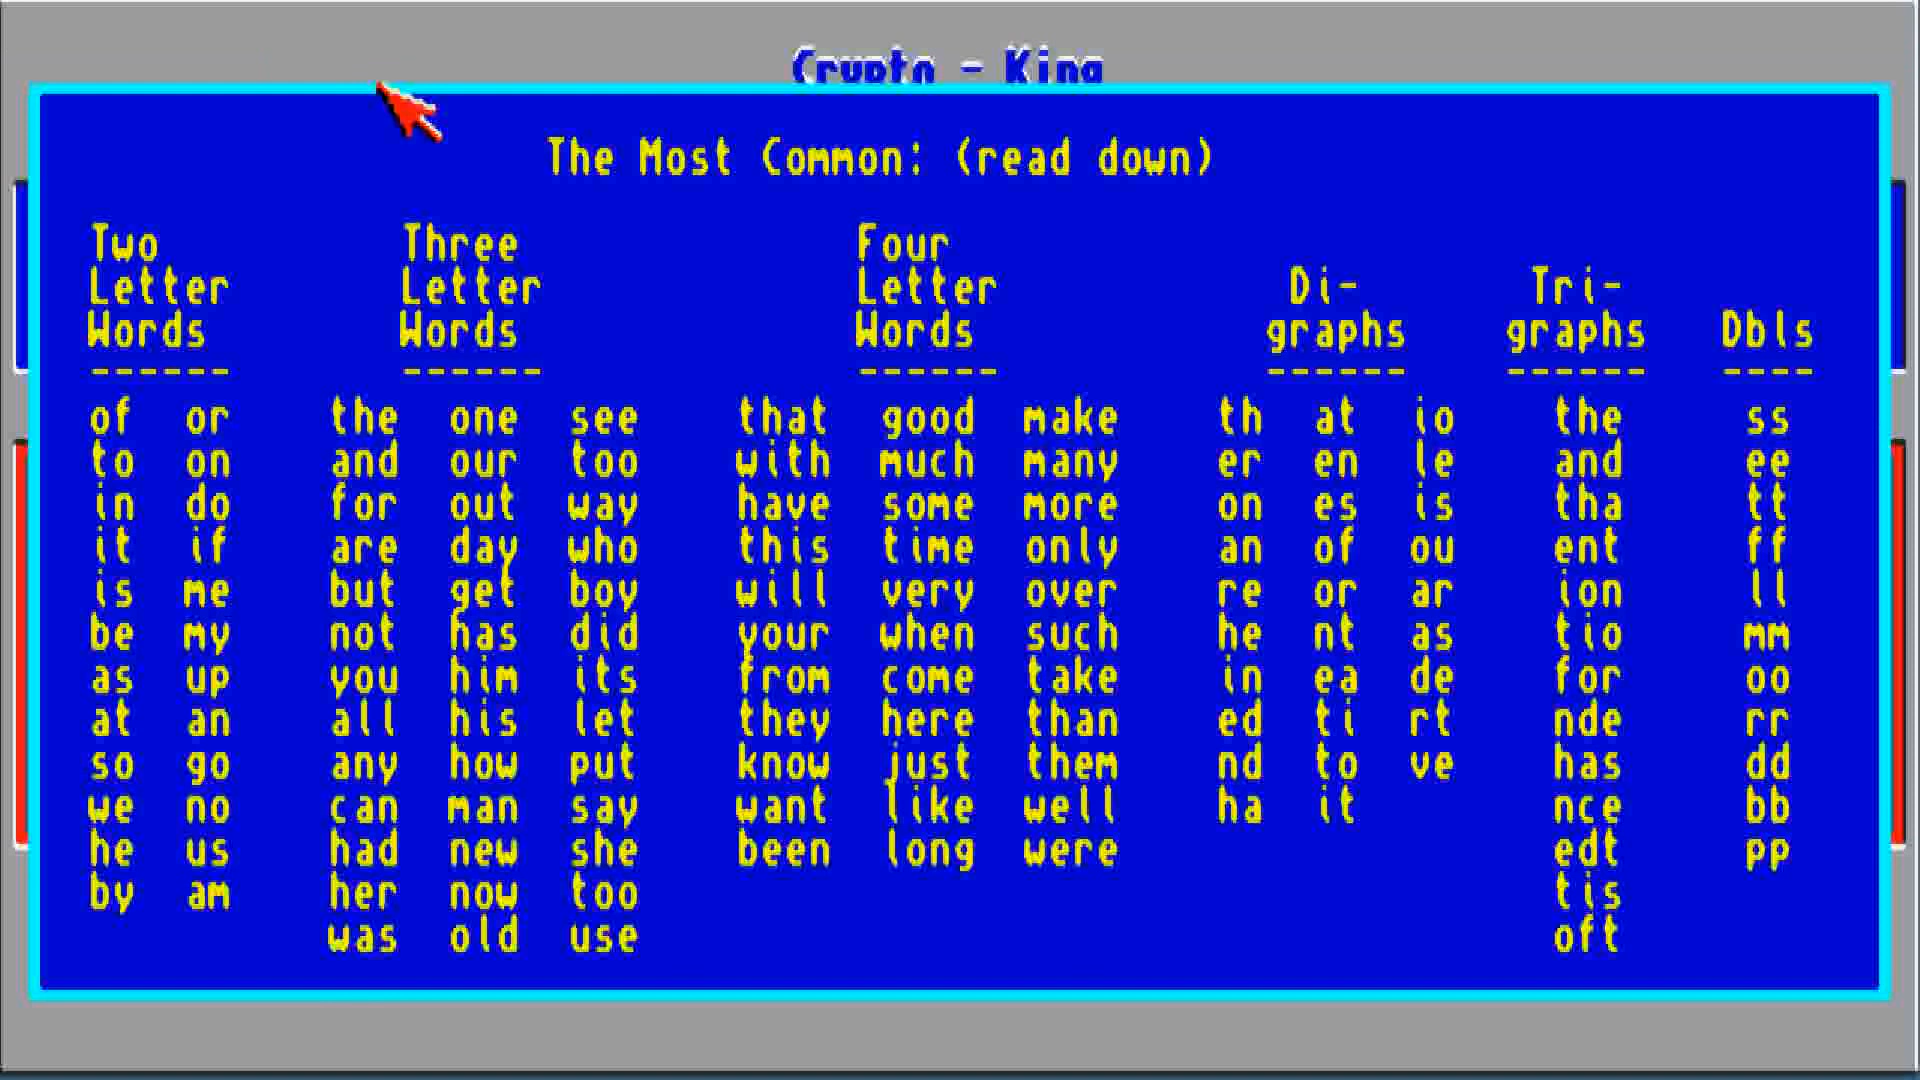 Crypto - King
The Most Common: (read down)
Two Three Four
Letter Letter Letter Di- Tri-
Words Words Words graphs graphs Dbls
------ ------ ------ ------ ------ ----
of or the one see that good make th at io the ss
to on and our too with much many er en le and ee
in do for out way have some more on es is tha tt
it if are day who this time only an of ou ent ff
is me but get boy will very over re or ar ion ll
be my not has did your when such he nt as tio mm
as up you him its from come take in ea de for oo
at an all his let they here than ed ti rt nde rr
so go any how put know just them nd to ve has dd
we no can man say want like well ha it nce bb
he us had new she been long were edt pp
by am her now too tis
was old use oft